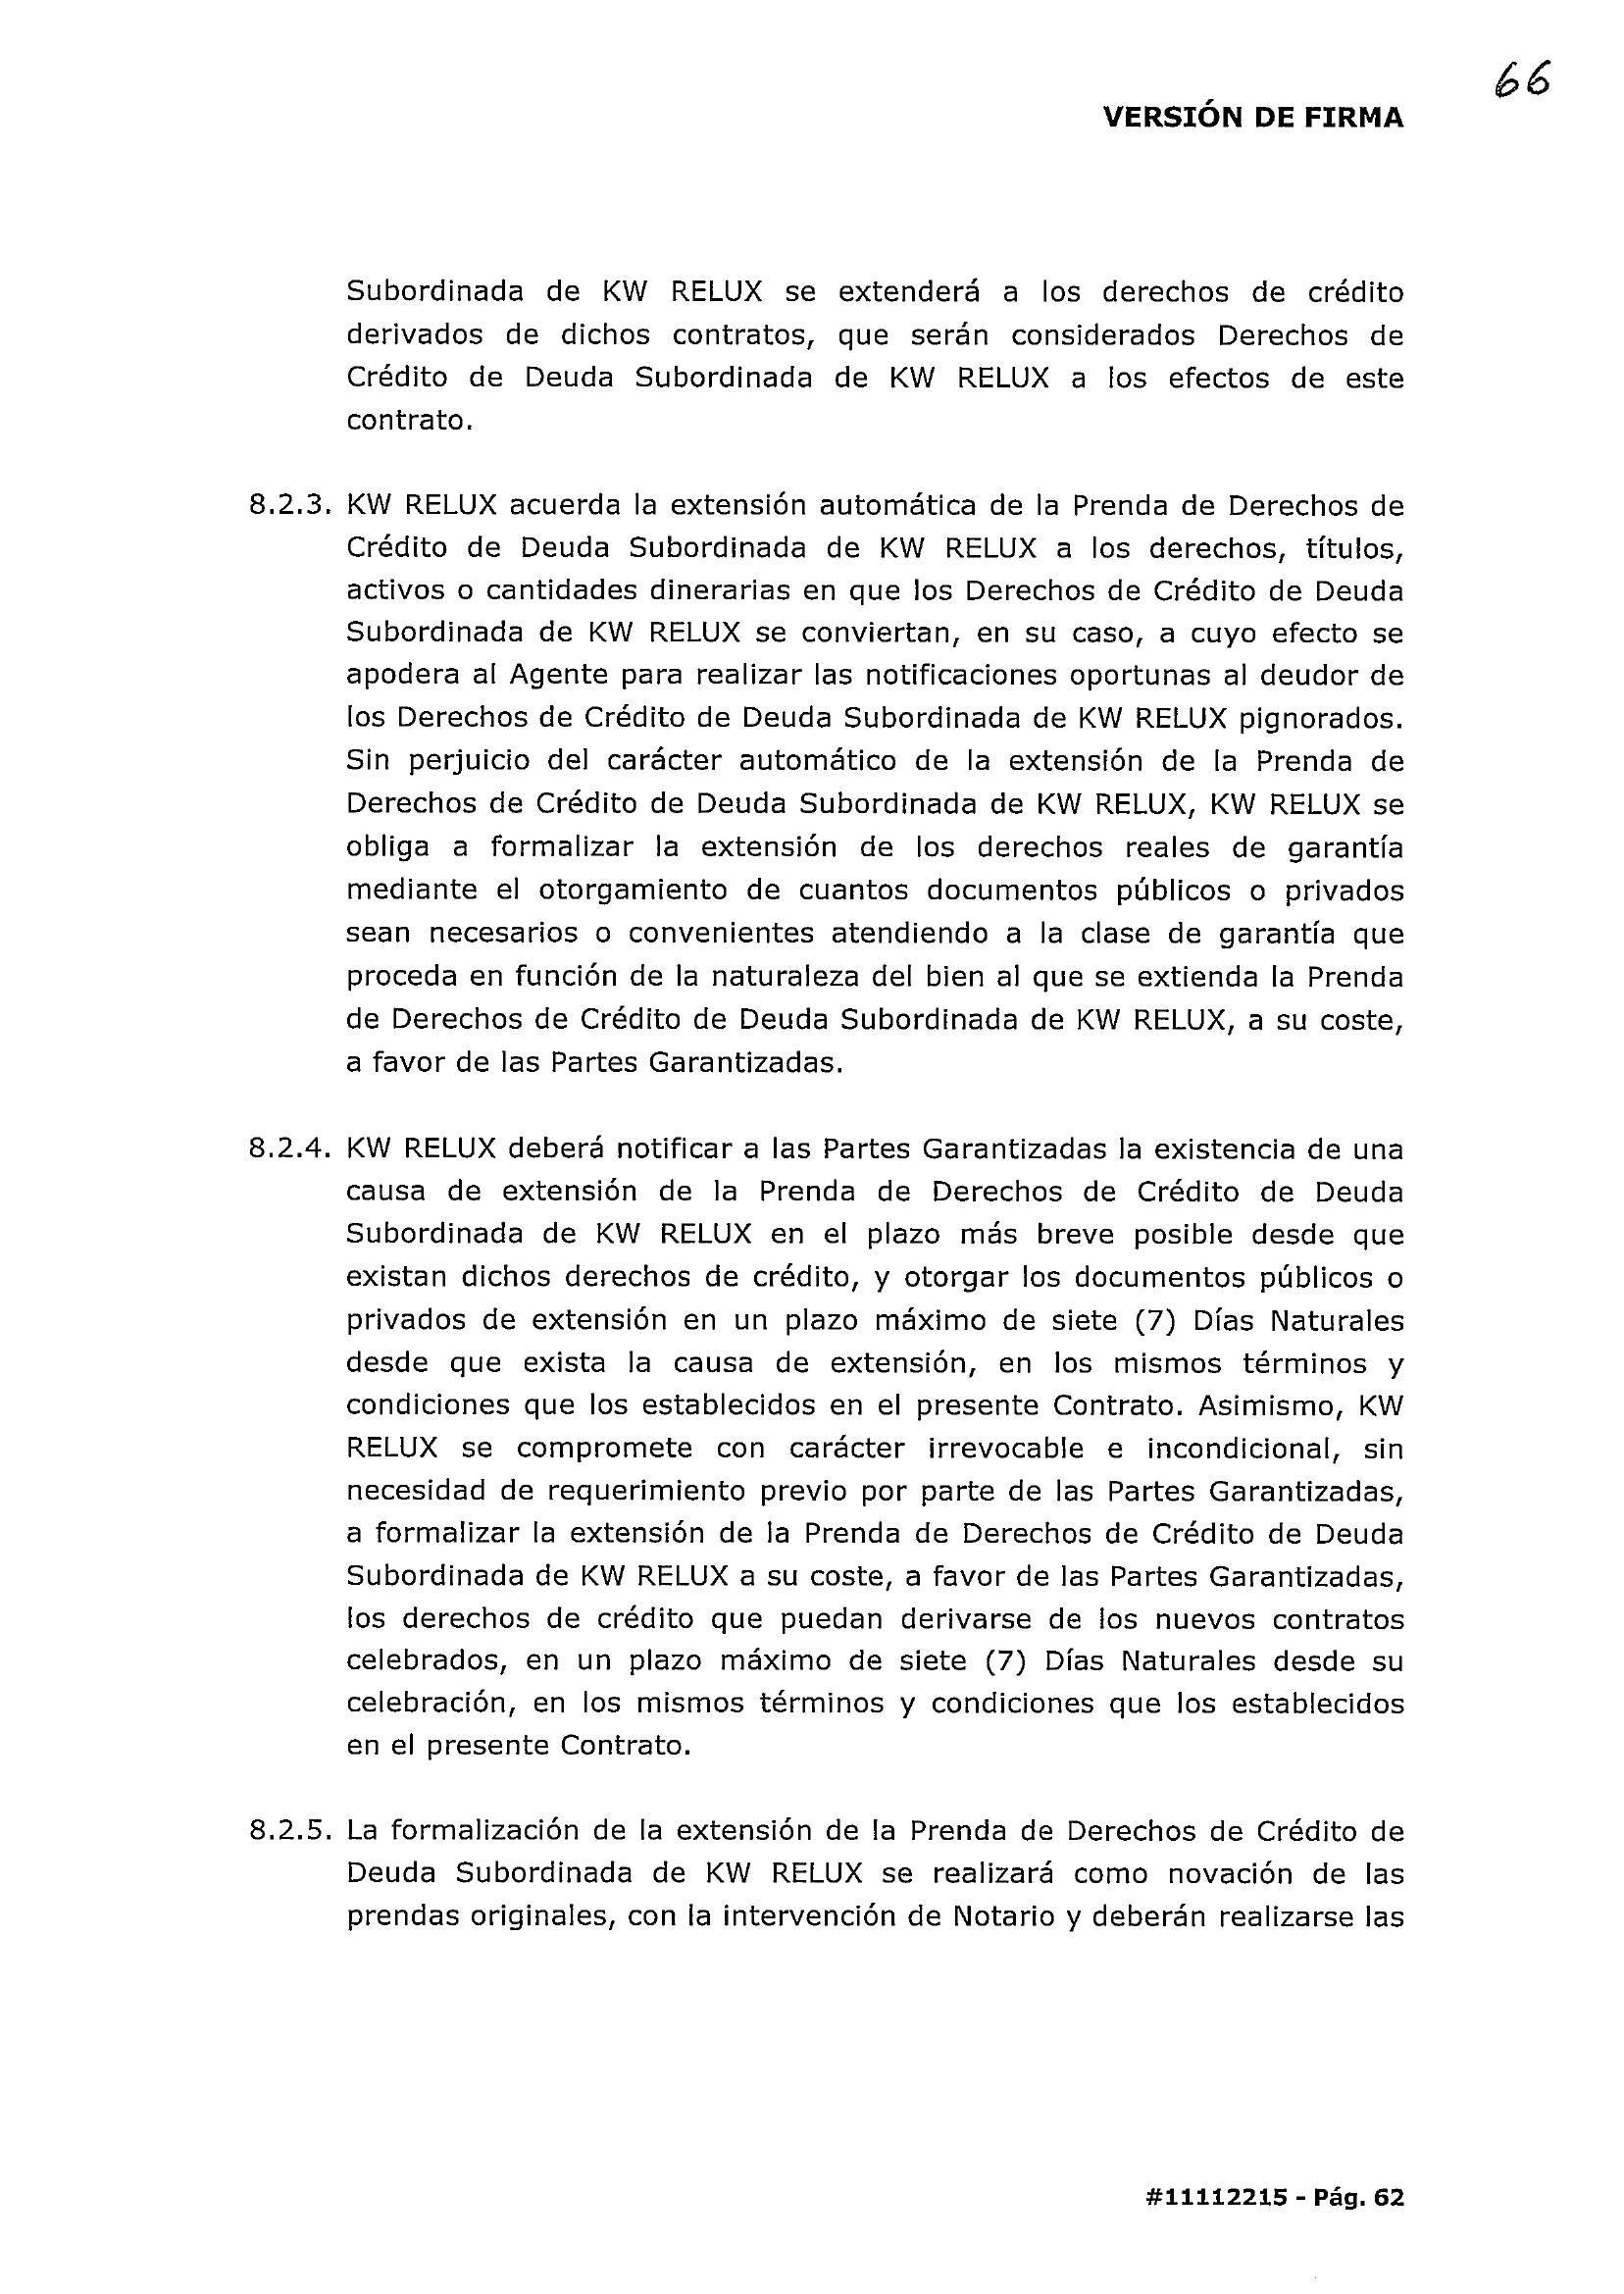 66
VERSIÓN DE FIRMA
Subordinada de KW RELUX se extenderá a los derechos de crédito
derivados de dichos contratos, que serán considerados Derechos de
Crédito de Deuda Subordinada de KW RELUX a los efectos de este
contrato.
8.2.3. KW RELUX acuerda la extensión automática de la Prenda de Derechos de
Crédito de Deuda Subordinada de KW RELUX a los derechos, títulos,
activos o cantidades dinerarias en que los Derechos de Crédito de Deuda
Subordinada de KW RELUX se conviertan, en su caso, a cuyo efecto se
apodera al Agente para realizar las notificaciones oportunas al deudor de
los Derechos de Crédito de Deuda Subordinada de KW RELUX pignorados.
Sin perjuicio del carácter automático de la extensión de la Prenda de
Derechos de Crédito de Deuda Subordinada de KW RELUX, KW RELUX se
obliga a formalizar la extensión de los derechos reales de garantía
mediante el otorgamiento de cuantos documentos públicos o privados
sean necesarios o convenientes atendiendo a la clase de garantía que
proceda en función de la naturaleza del bien al que se extienda la Prenda
de Derechos de Crédito de Deuda Subordinada de KW RELUX, a su coste,
a favor de las Partes Garantizadas.
8.2.4. KW RELUX deberá notificar a las Partes Garantizadas la existencia de una
causa de extensión de la Prenda de Derechos de Crédito de Deuda
Subordinada de KW RELUX en el plazo más breve posible desde que
existan dichos derechos de crédito, y otorgar los documentos públicos o
privados de extensión en un plazo máximo de siete (7) Días Naturales
desde que exista la causa de extensión, en los mismos términos y
condiciones que los establecidos en el presente Contrato. Asimismo, KW
RELUX se compromete con carácter irrevocable e incondicional, sin
necesidad de requerimiento previo por parte de las Partes Garantizadas,
a formalizar la extensión de la Prenda de Derechos de Crédito de Deuda
Subordinada de KW RELUX a su coste, a favor de las Partes Garantizadas,
los derechos de crédito que puedan derivarse de los nuevos contratos
celebrados, en un plazo máximo de siete (7) Días Naturales desde su
celebración, en los mismos términos y condiciones que los establecidos
en el presente Contrato.
8.2.5. La formalización de la extensión de la Prenda de Derechos de Crédito de
Deuda Subordinada de KW RELUX se realizará como novación de las
prendas originales, con la intervención de Notario y deberán realizarse las
#11112215 - Pág. 62